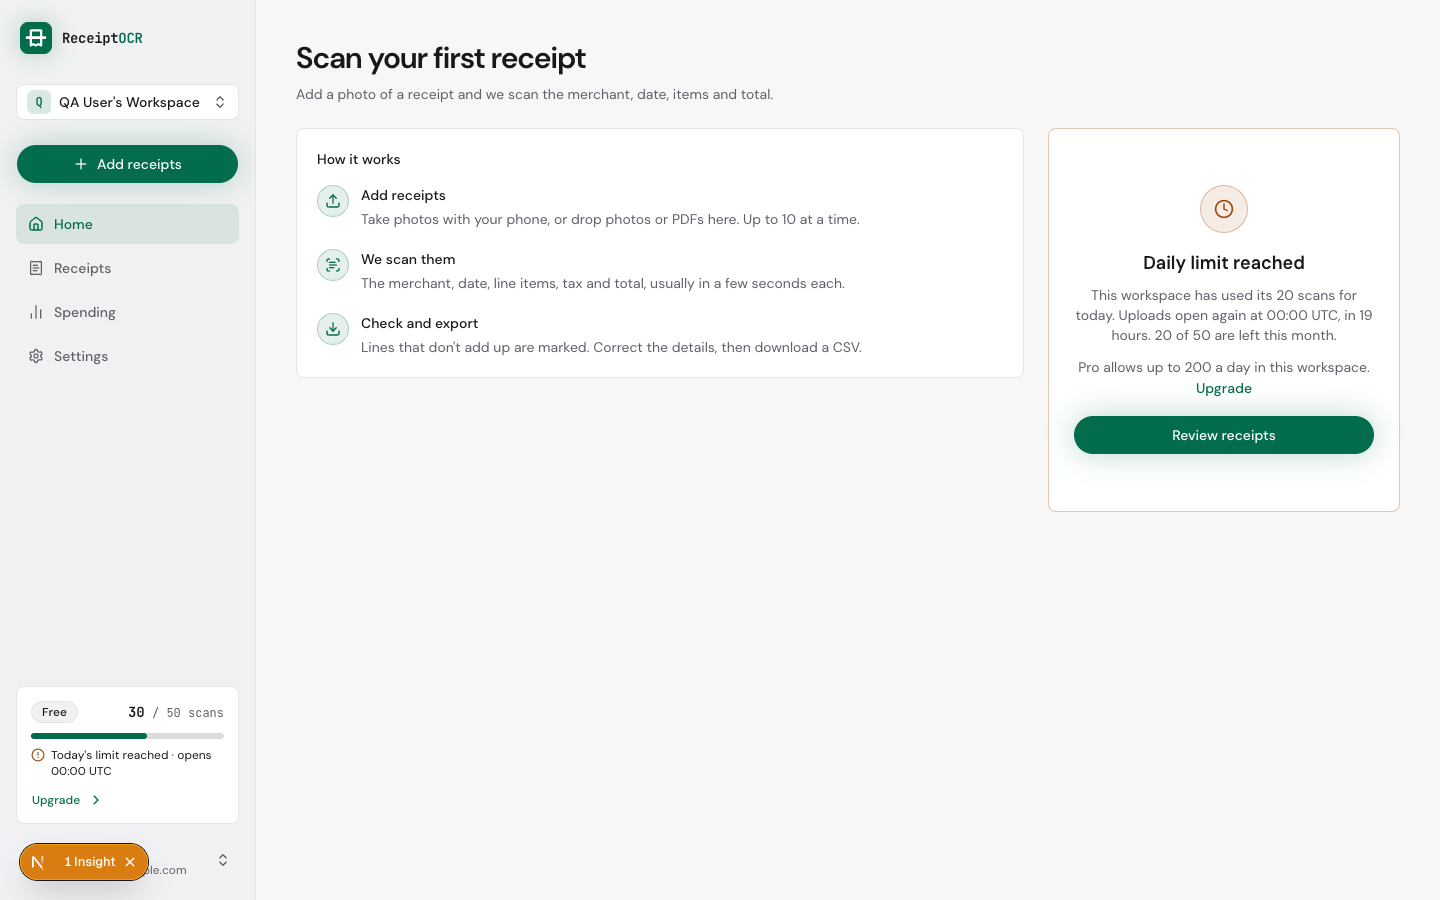 ReceiptOCR
Q QA User's Workspace
Add receipts
Home
Receipts
Spending
Settings
Free 30 / 50 scans
Today's limit reached · opens
00:00 UTC
Upgrade
1 Insight
Scan your first receipt
Add a photo of a receipt and we scan the merchant, date, items and total.
How it works
Add receipts
Take photos with your phone, or drop photos or PDFs here. Up to 10 at a time.
We scan them
The merchant, date, line items, tax and total, usually in a few seconds each.
Check and export
Lines that don't add up are marked. Correct the details, then download a CSV.
Daily limit reached
This workspace has used its 20 scans for
today. Uploads open again at 00:00 UTC, in 19
hours. 20 of 50 are left this month.
Pro allows up to 200 a day in this workspace.
Upgrade
Review receipts